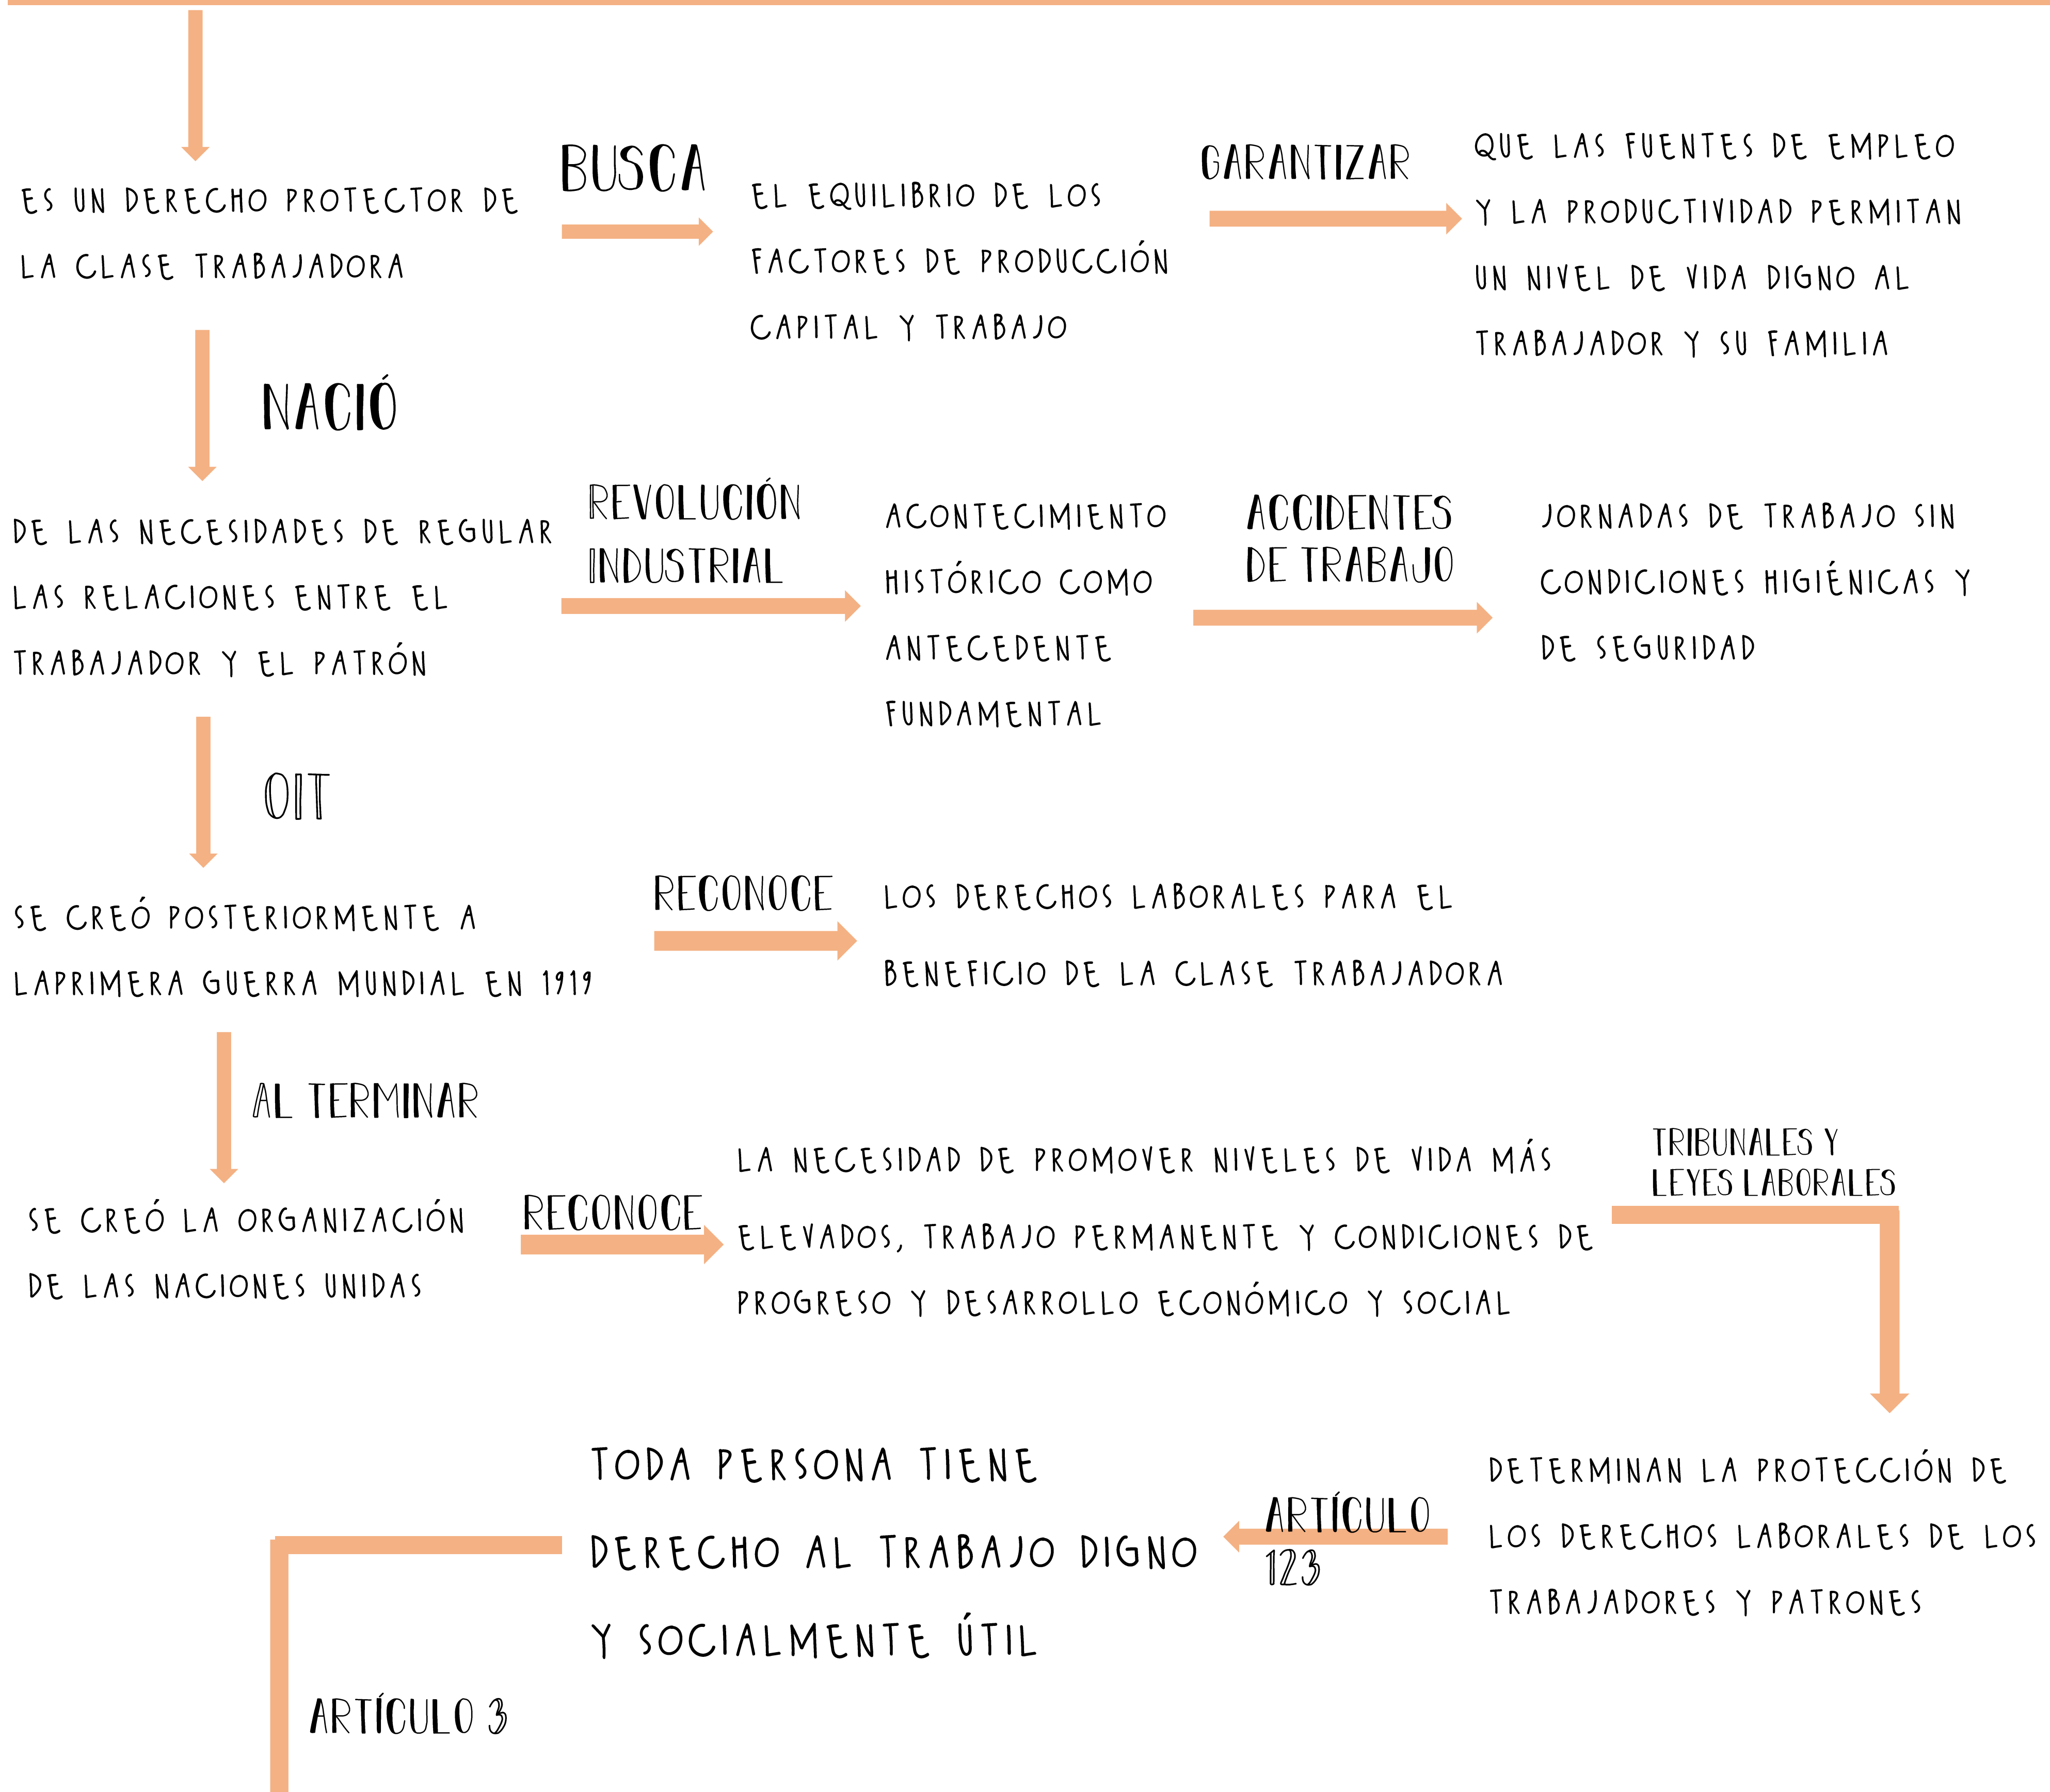 ES UN DERECHO PROTECTOR DE
LA CLASE TRABAJADORA
BUSCA
EL EQUILIBRIO DE LOS
FACTORES DE PRODUCCIÓN
CAPITAL Y TRABAJO
GARANTIZAR
QUE LAS FUENTES DE EMPLEO
Y LA PRODUCTIVIDAD PERMITAN
UN NIVEL DE VIDA DIGNO AL
TRABAJADOR Y SU FAMILIA
NACIÓ
DE LAS NECESIDADES DE REGULAR
LAS RELACIONES ENTRE EL
TRABAJADOR Y EL PATRÓN
REVOLUCIÓN
INDUSTRIAL
ACONTECIMIENTO
HISTÓRICO COMO
ANTECEDENTE
FUNDAMENTAL
ACCIDENTES
DE TRABAJO
JORNADAS DE TRABAJO SIN
CONDICIONES HIGIÉNICAS Y
DE SEGURIDAD
OIT
SE CREÓ POSTERIORMENTE A
LAPRIMERA GUERRA MUNDIAL EN 1919
RECONOCE
LOS DERECHOS LABORALES PARA EL
BENEFICIO DE LA CLASE TRABAJADORA
AL TERMINAR
SE CREÓ LA ORGANIZACIÓN
DE LAS NACIONES UNIDAS
RECONOCE
LA NECESIDAD DE PROMOVER NIVELES DE VIDA MÁS
ELEVADOS, TRABAJO PERMANENTE Y CONDICIONES DE
PROGRESO Y DESARROLLO ECONÓMICO Y SOCIAL
TRIBUNALES Y
LEYES LABORALES
DETERMINAN LA PROTECCIÓN DE
LOS DERECHOS LABORALES DE LOS
TRABAJADORES Y PATRONES
ARTÍCULO
123
TODA PERSONA TIENE
DERECHO AL TRABAJO DIGNO
Y SOCIALMENTE ÚTIL
ARTÍCULO 3